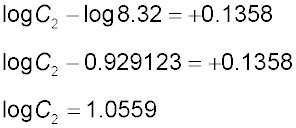 logC₂ − log8.32 = +0.1358
logC₂ − 0.929123 = +0.1358
logC₂ = 1.0559